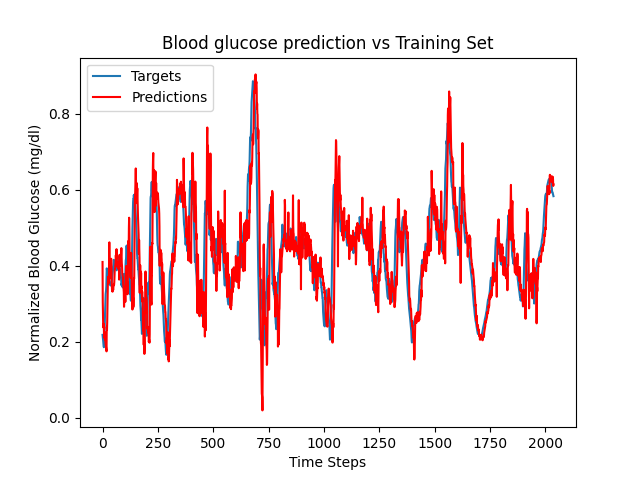 Blood glucose prediction vs Training Set
Targets
Predictions
Normalized Blood Glucose (mg/dl)
0.8
0.6
0.4
0.2
0.0
0 250 500 750 1000 1250 1500 1750 2000
Time Steps